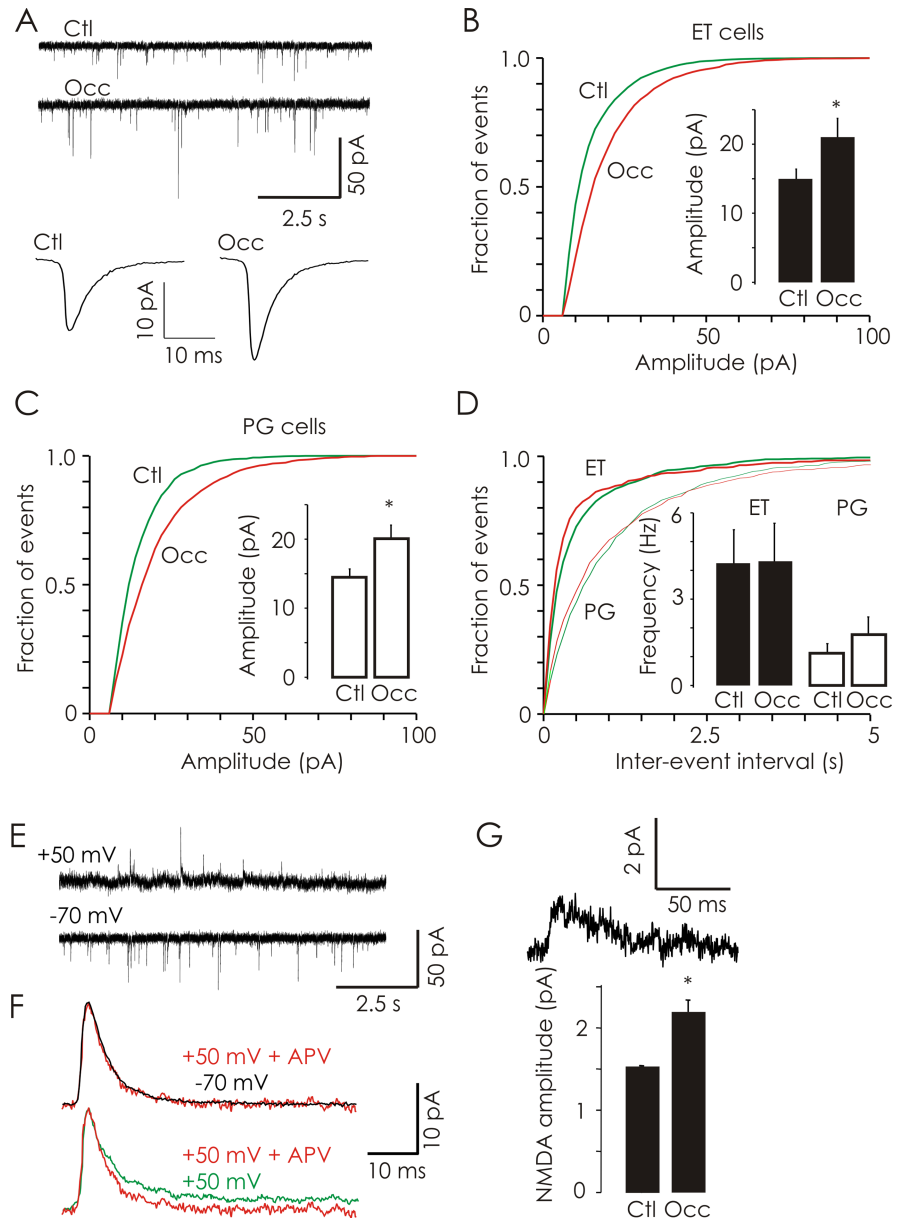 A
Ctl
Occ
50 pA
2.5 s
Ctl
Occ
10 pA
10 ms
B
ET cells
Fraction of events
1.0
0.5
0
Ctl
Occ
Amplitude (pA)
20
10
0
*
Ctl Occ
0 50 100
Amplitude (pA)
C
PG cells
Fraction of events
1.0
0.5
0
Ctl
Occ
Amplitude (pA)
20
10
0
*
Ctl Occ
0 50 100
Amplitude (pA)
D
Fraction of events
1.0
0.5
0
ET
PG
Frequency (Hz)
6
3
0
ET PG
Ctl Occ Ctl Occ
0 2.5 5
Inter-event interval (s)
E
+50 mV
-70 mV
50 pA
2.5 s
F
+50 mV + APV
-70 mV
+50 mV + APV
+50 mV
10 pA
10 ms
G
2 pA
50 ms
NMDA amplitude (pA)
2
1
0
*
Ctl Occ